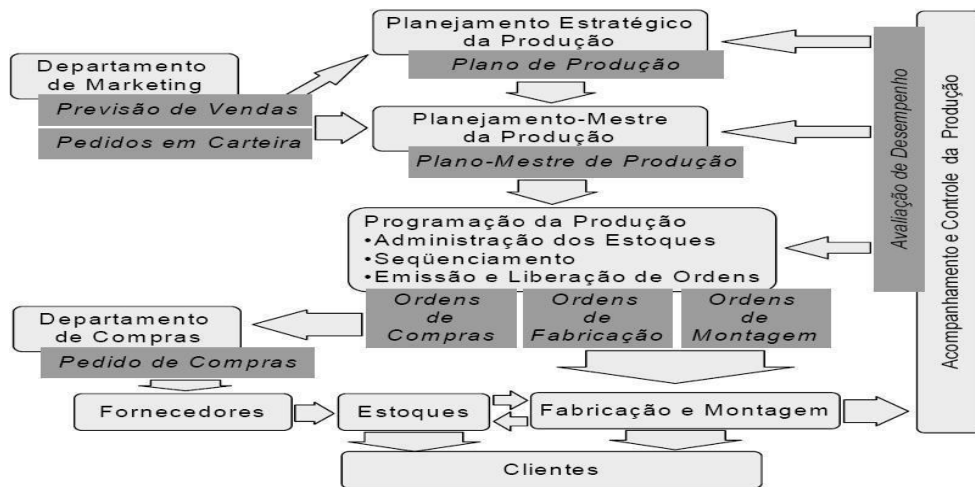 Planejamento Estratégico
da Produção
Plano de Produção
Departamento
de Marketing
Previsão de Vendas
Pedidos em Carteira
Planejamento-Mestre
da Produção
Plano-Mestre de Produção
Programação da Produção
•Administração dos Estoques
•Seqüenciamento
•Emissão e Liberação de Ordens
Ordens
de
Compras
Ordens
de
Fabricação
Ordens
de
Montagem
Departamento
de Compras
Pedido de Compras
Fornecedores
Estoques
Fabricação e Montagem
Clientes
Avaliação de Desempenho
Acompanhamento e Controle da Produção